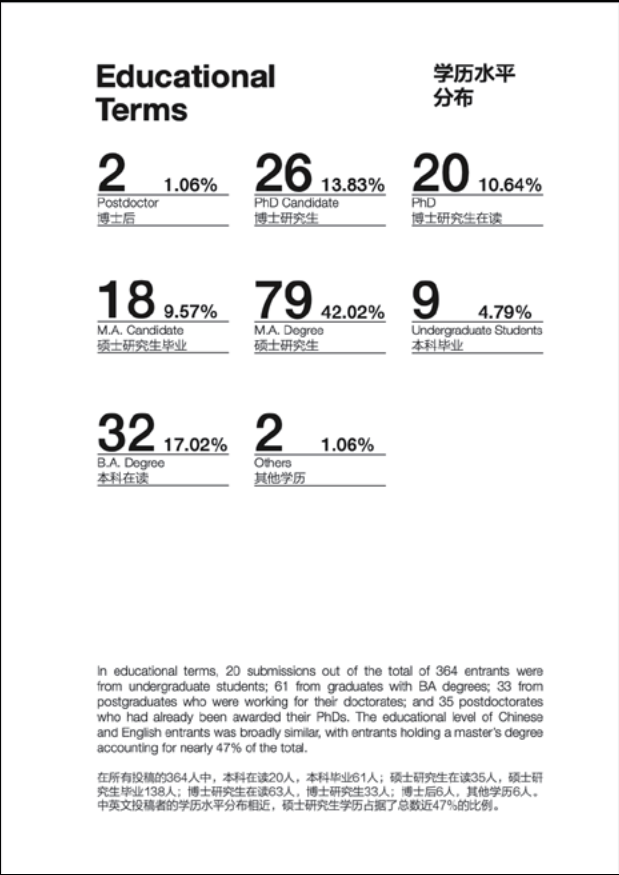 Educational
Terms
学历水平
分布
2 1.06%
Postdoctor
博士后
26 13.83%
PhD Candidate
博士研究生
20 10.64%
PhD
博士研究生在读
18 9.57%
M.A. Candidate
硕士研究生毕业
79 42.02%
M.A. Degree
硕士研究生
9 4.79%
Undergraduate Students
本科毕业
32 17.02%
B.A. Degree
本科在读
2 1.06%
Others
其他学历
In educational terms, 20 submissions out of the total of 364 entrants were
from undergraduate students; 61 from graduates with BA degrees; 33 from
postgraduates who were working for their doctorates; and 35 postdoctorates
who had already been awarded their PhDs. The educational level of Chinese
and English entrants was broadly similar, with entrants holding a master's degree
accounting for nearly 47% of the total.
在所有投稿的364人中，本科在读20人，本科毕业61人；硕士研究生在读35人，硕士研
究生毕业138人；博士研究生在读63人，博士研究生33人；博士后6人，其他学历6人。
中英文投稿者的学历水平分布相近，硕士研究生学历占据了总数近47%的比例。